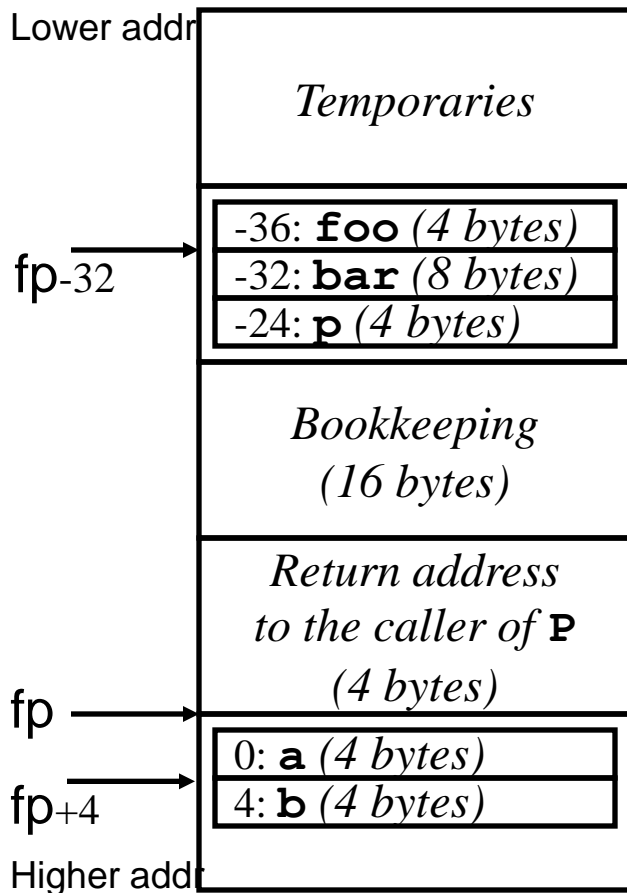 Lower addr
Temporaries
-36: foo (4 bytes)
fp-32
-32: bar (8 bytes)
-24: p (4 bytes)
Bookkeeping
(16 bytes)
Return address
to the caller of P
(4 bytes)
fp
0: a (4 bytes)
fp+4
4: b (4 bytes)
Higher addr